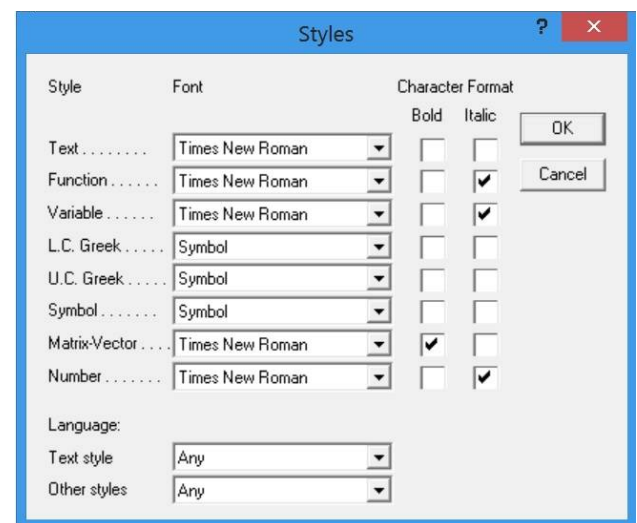 Styles ?
Style Font Character Format
Bold Italic
OK
Text . . . . . . . . Times New Roman
Function . . . . . . Times New Roman
Cancel
Variable . . . . . . Times New Roman
L.C. Greek . . . . . Symbol
U.C. Greek . . . . . Symbol
Symbol . . . . . . . Symbol
Matrix-Vector . . . . Times New Roman
Number . . . . . . . Times New Roman
Language:
Text style Any
Other styles Any